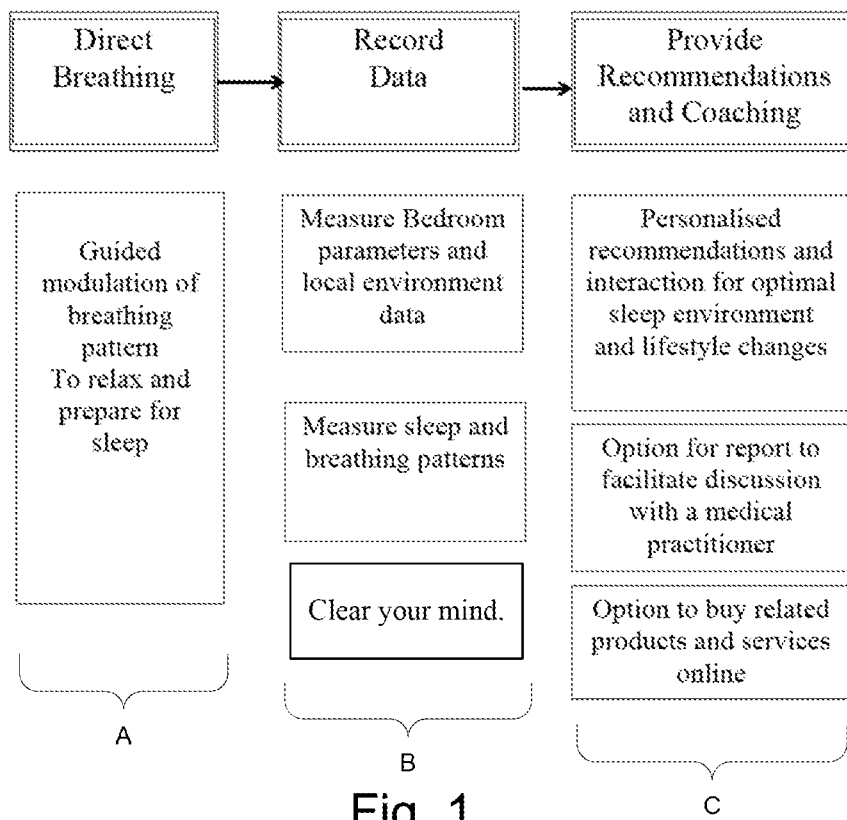 Direct
Breathing
Record
Data
Provide
Recommendations
and Coaching
Guided
modulation of
breathing
pattern
To relax and
prepare for
sleep
A
Measure Bedroom
parameters and
local environment
data
Measure sleep and
breathing patterns
Clear your mind.
B
Personalised
recommendations and
interaction for optimal
sleep environment
and lifestyle changes
Option for report to
facilitate discussion
with a medical
practitioner
Option to buy related
products and services
online
C
Fig. 1